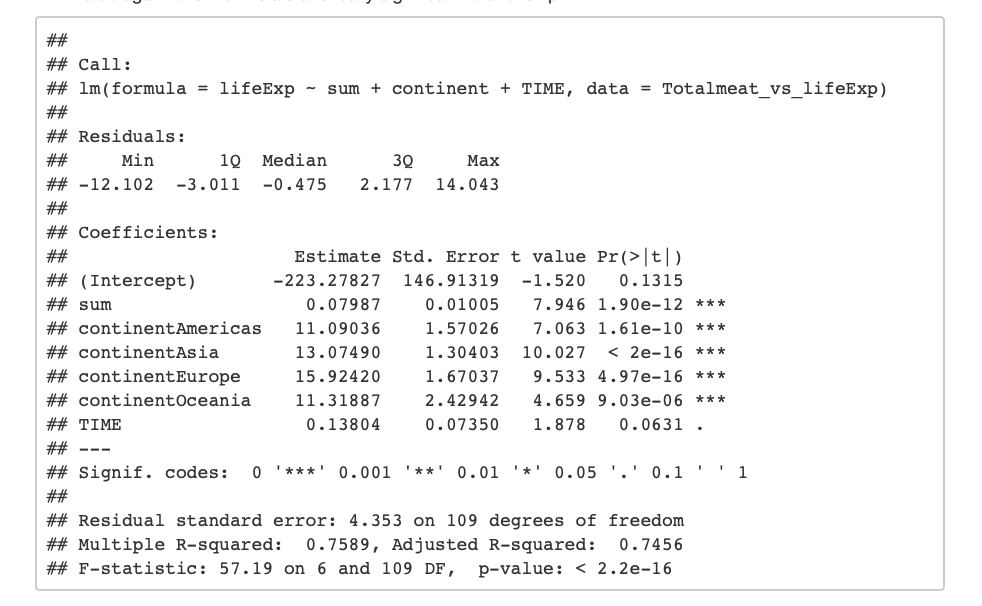 ##
## Call:
## lm(formula = lifeExp ~ sum + continent + TIME, data = Totalmeat_vs_lifeExp)
##
## Residuals:
##     Min      1Q  Median      3Q     Max
## -12.102  -3.011  -0.475   2.177  14.043
##
## Coefficients:
##                     Estimate Std. Error t value Pr(>|t|)
## (Intercept)       -223.27827  146.91319  -1.520   0.1315
## sum                  0.07987    0.01005   7.946 1.90e-12 ***
## continentAmericas   11.09036    1.57026   7.063 1.61e-10 ***
## continentAsia       13.07490    1.30403  10.027  < 2e-16 ***
## continentEurope     15.92420    1.67037   9.533 4.97e-16 ***
## continentOceania    11.31887    2.42942   4.659 9.03e-06 ***
## TIME                 0.13804    0.07350   1.878   0.0631 .
## ---
## Signif. codes:  0 '***' 0.001 '**' 0.01 '*' 0.05 '.' 0.1 ' ' 1
##
## Residual standard error: 4.353 on 109 degrees of freedom
## Multiple R-squared:  0.7589, Adjusted R-squared:  0.7456
## F-statistic: 57.19 on 6 and 109 DF,  p-value: < 2.2e-16